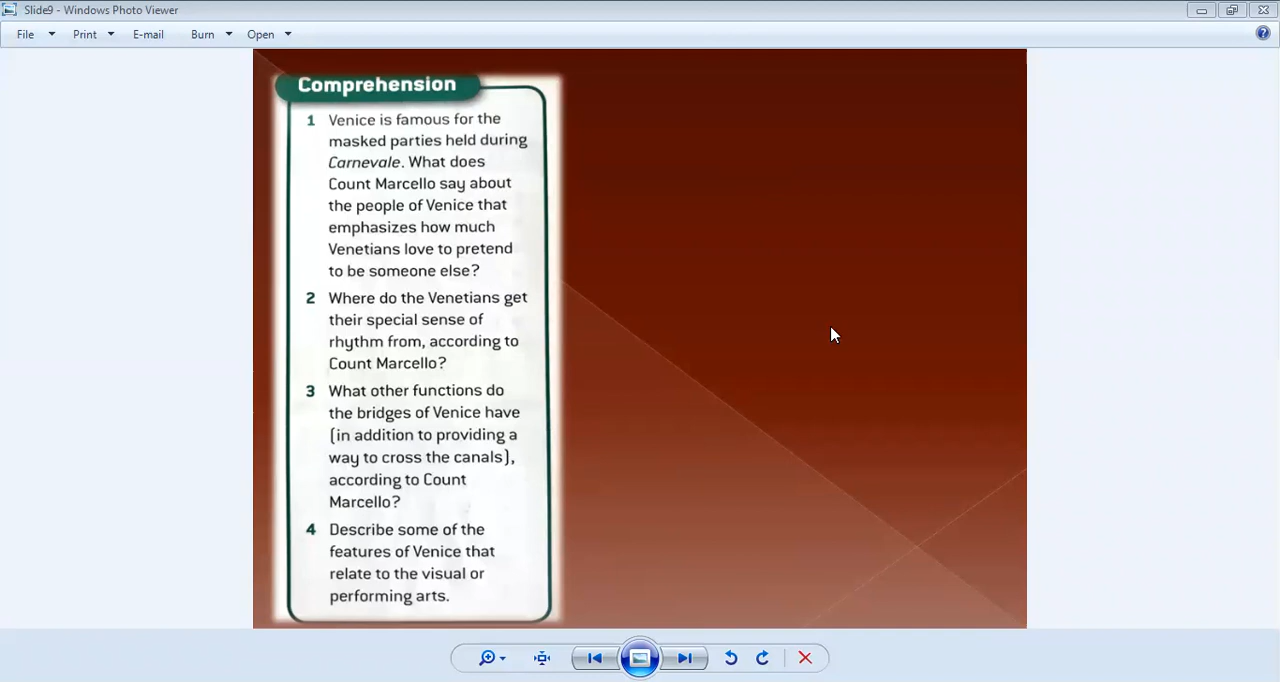 Slide9 - Windows Photo Viewer
File Print E-mail Burn Open
Comprehension
1 Venice is famous for the
masked parties held during
Carnevale. What does
Count Marcello say about
the people of Venice that
emphasizes how much
Venetians love to pretend
to be someone else?
2 Where do the Venetians get
their special sense of
rhythm from, according to
Count Marcello?
3 What other functions do
the bridges of Venice have
(in addition to providing a
way to cross the canals),
according to Count
Marcello?
4 Describe some of the
features of Venice that
relate to the visual or
performing arts.